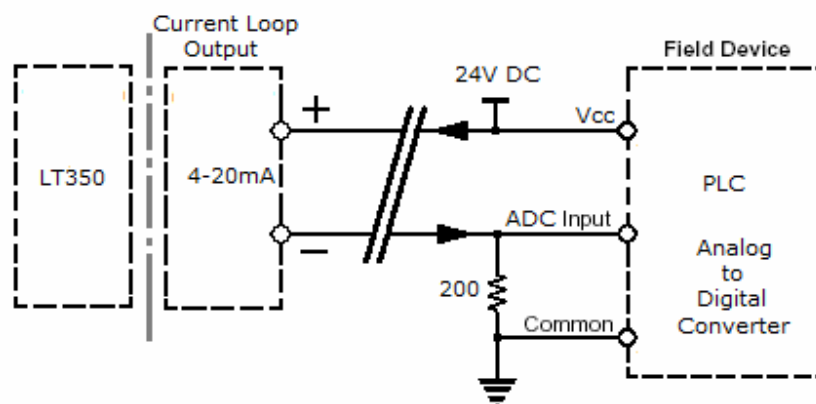 Current Loop
Output
Field Device
24V DC
+
Vcc
LT350
4-20mA
PLC
ADC Input
−
Analog
to
Digital
Converter
200
Common